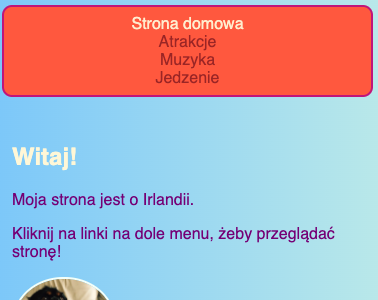 Strona domowa
Atrakcje
Muzyka
Jedzenie
Witaj!
Moja strona jest o Irlandii.
Kliknij na linki na dole menu, żeby przeglądać
stronę!